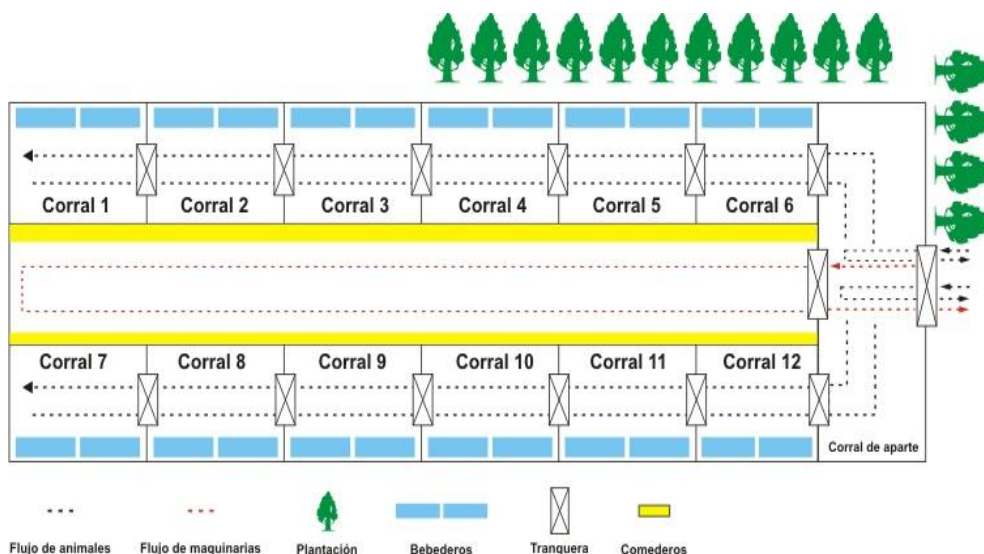 Corral 1
Corral 2
Corral 3
Corral 4
Corral 5
Corral 6
Corral 7
Corral 8
Corral 9
Corral 10
Corral 11
Corral 12
Corral de aparte
Flujo de animales
Flujo de maquinarias
Plantación
Bebederos
Tranquera
Comederos